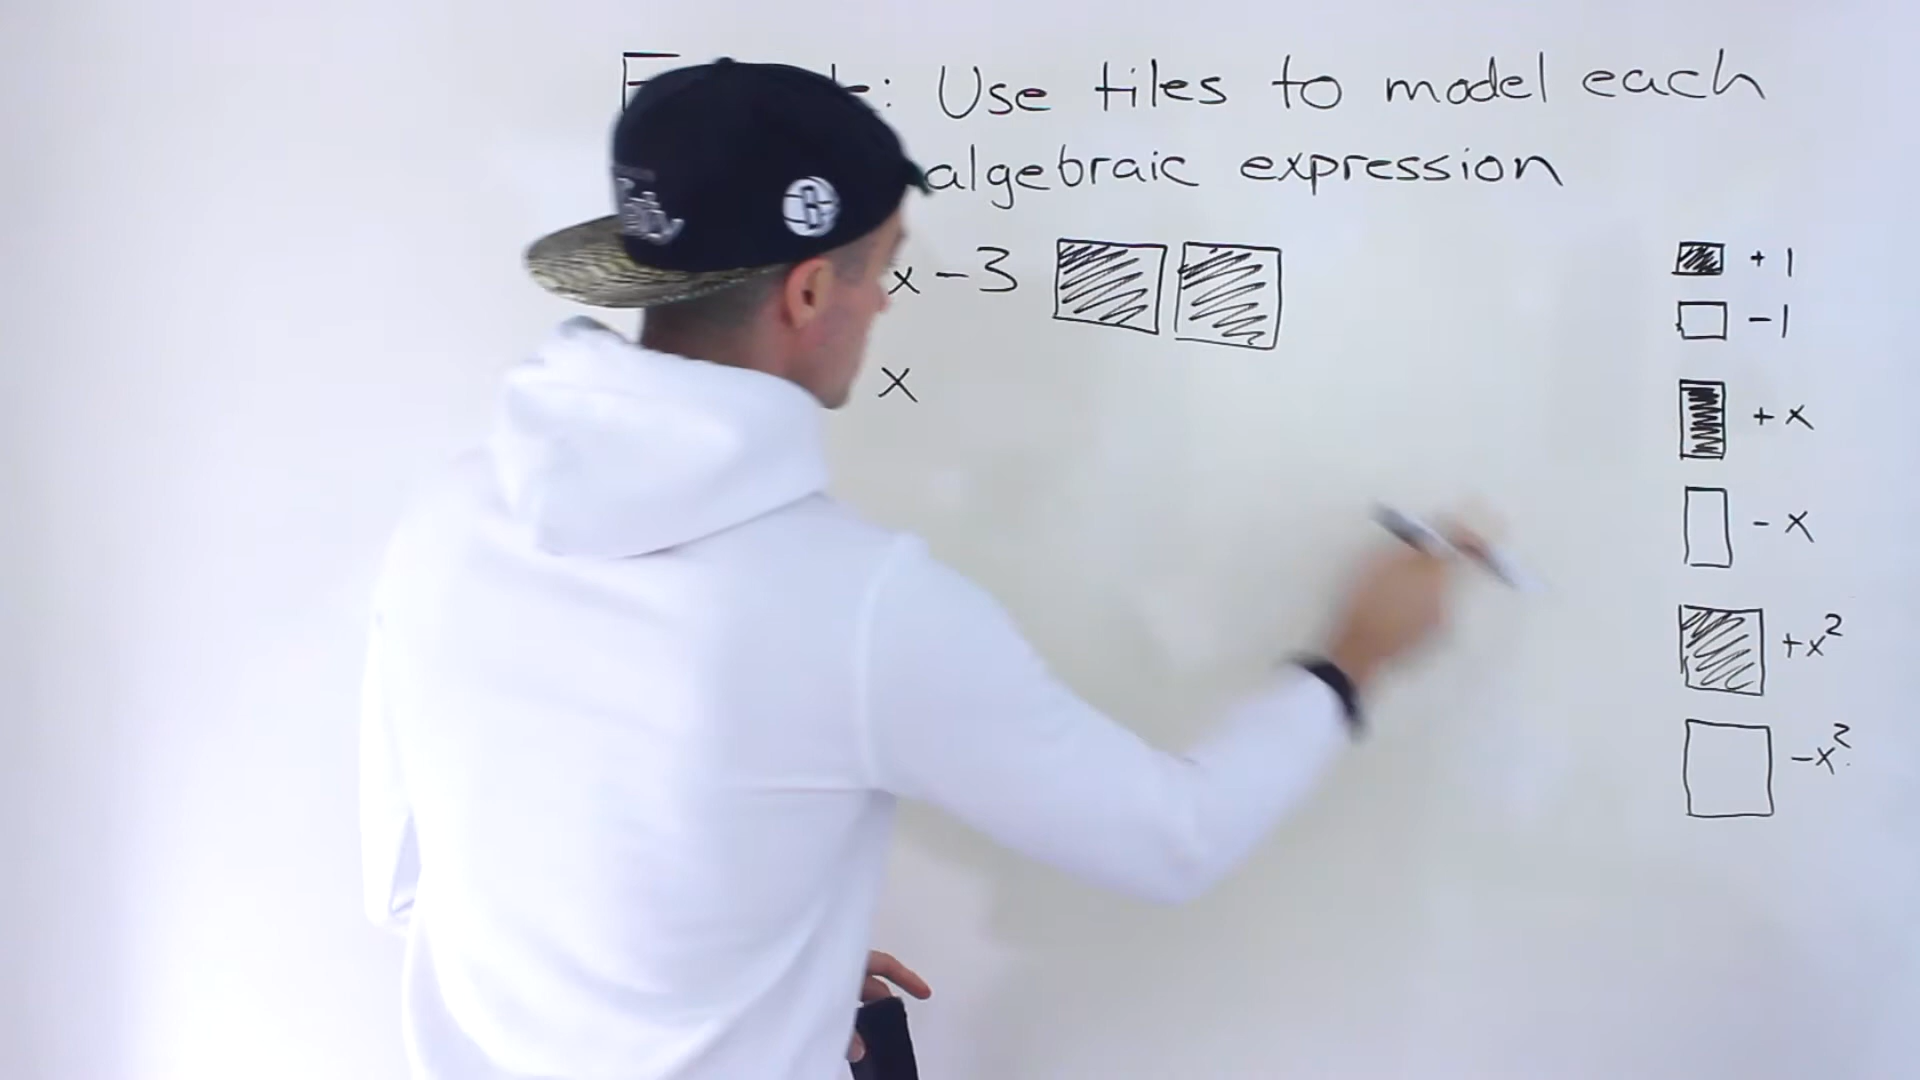 : Use tiles to model each
algebraic expression
x - 3
x
+ 1
- 1
+ x
- x
+x²
-x²